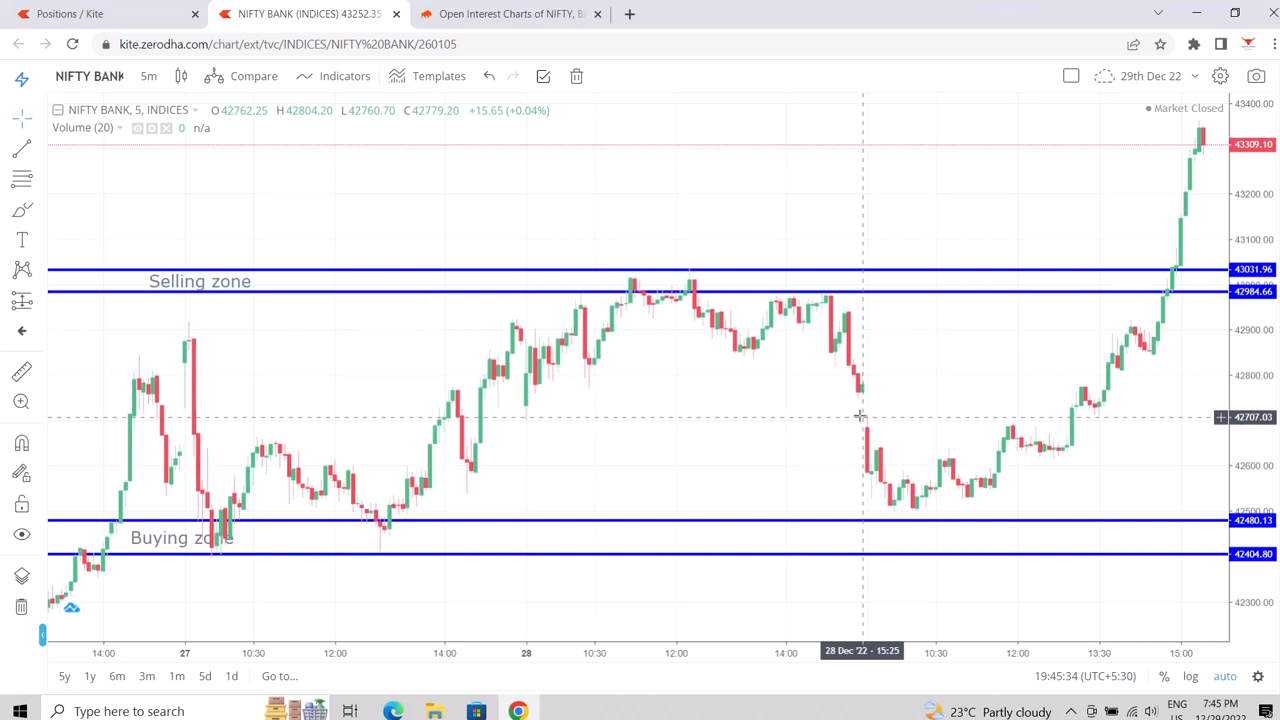 Positions / Kite
NIFTY BANK (INDICES) 43252.35
Open Interest Charts of NIFTY, B
kite.zerodha.com/chart/ext/tvc/INDICES/NIFTY%20BANK/260105
NIFTY BANK 5m Compare Indicators Templates 29th Dec 22
NIFTY BANK, 5, INDICES O42762.25 H42804.20 L42760.70 C42779.20 +15.65 (+0.04%)
Market Closed
Volume (20) 0 n/a
43400.00
43309.10
43200.00
43100.00
43031.96
Selling zone
42984.66
42900.00
42800.00
42707.03
42600.00
42480.13
Buying zone
42404.80
42300.00
14:00 27 10:30 12:00 14:00 28 10:30 12:00 14:00 28 Dec '22 - 15:25 10:30 12:00 13:30 15:00
5y 1y 6m 3m 1m 5d 1d Go to... 19:45:34 (UTC+5:30) % log auto
Type here to search
23°C Partly cloudy
ENG
7:45 PM
12/29/2022